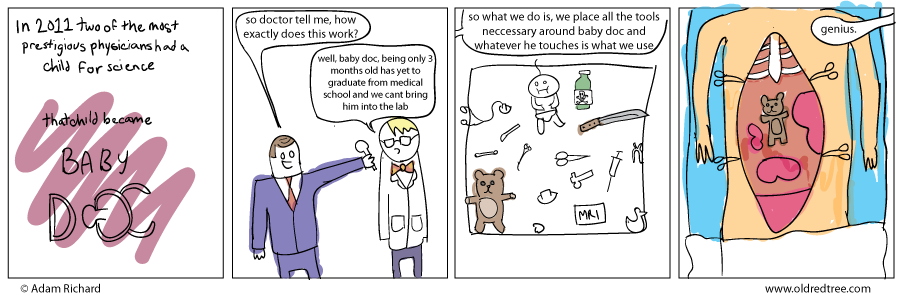 In 2011 two of the most
prestigious physicians had a
child for science
that child became
BABY
DOC
so doctor tell me, how
exactly does this work?
well, baby doc, being only 3
months old has yet to
graduate from medical
school and we cant bring
him into the lab
so what we do is, we place all the tools
neccessary around baby doc and
whatever he touches is what we use
MRI
genius.
© Adam Richard
www.oldredtree.com